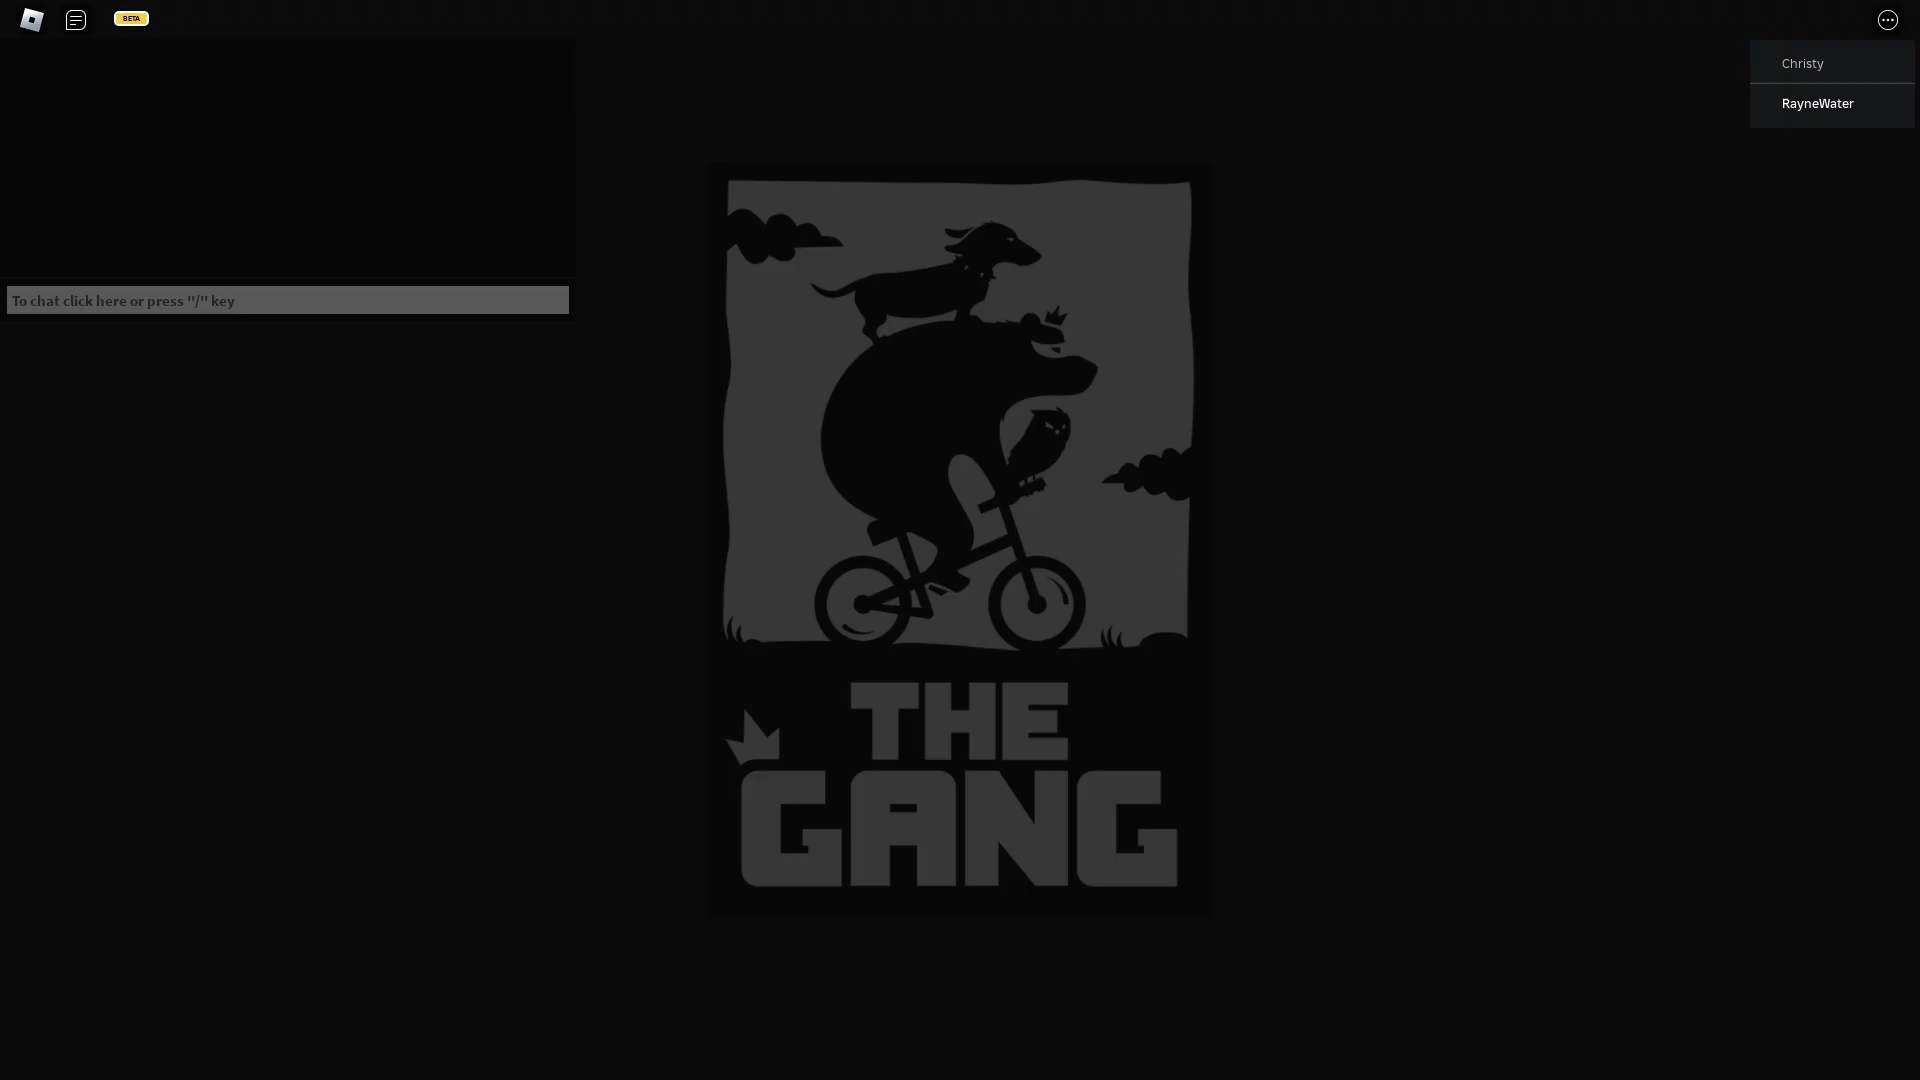 BETA
Christy
RayneWater
To chat click here or press "/" key
THE
GANG